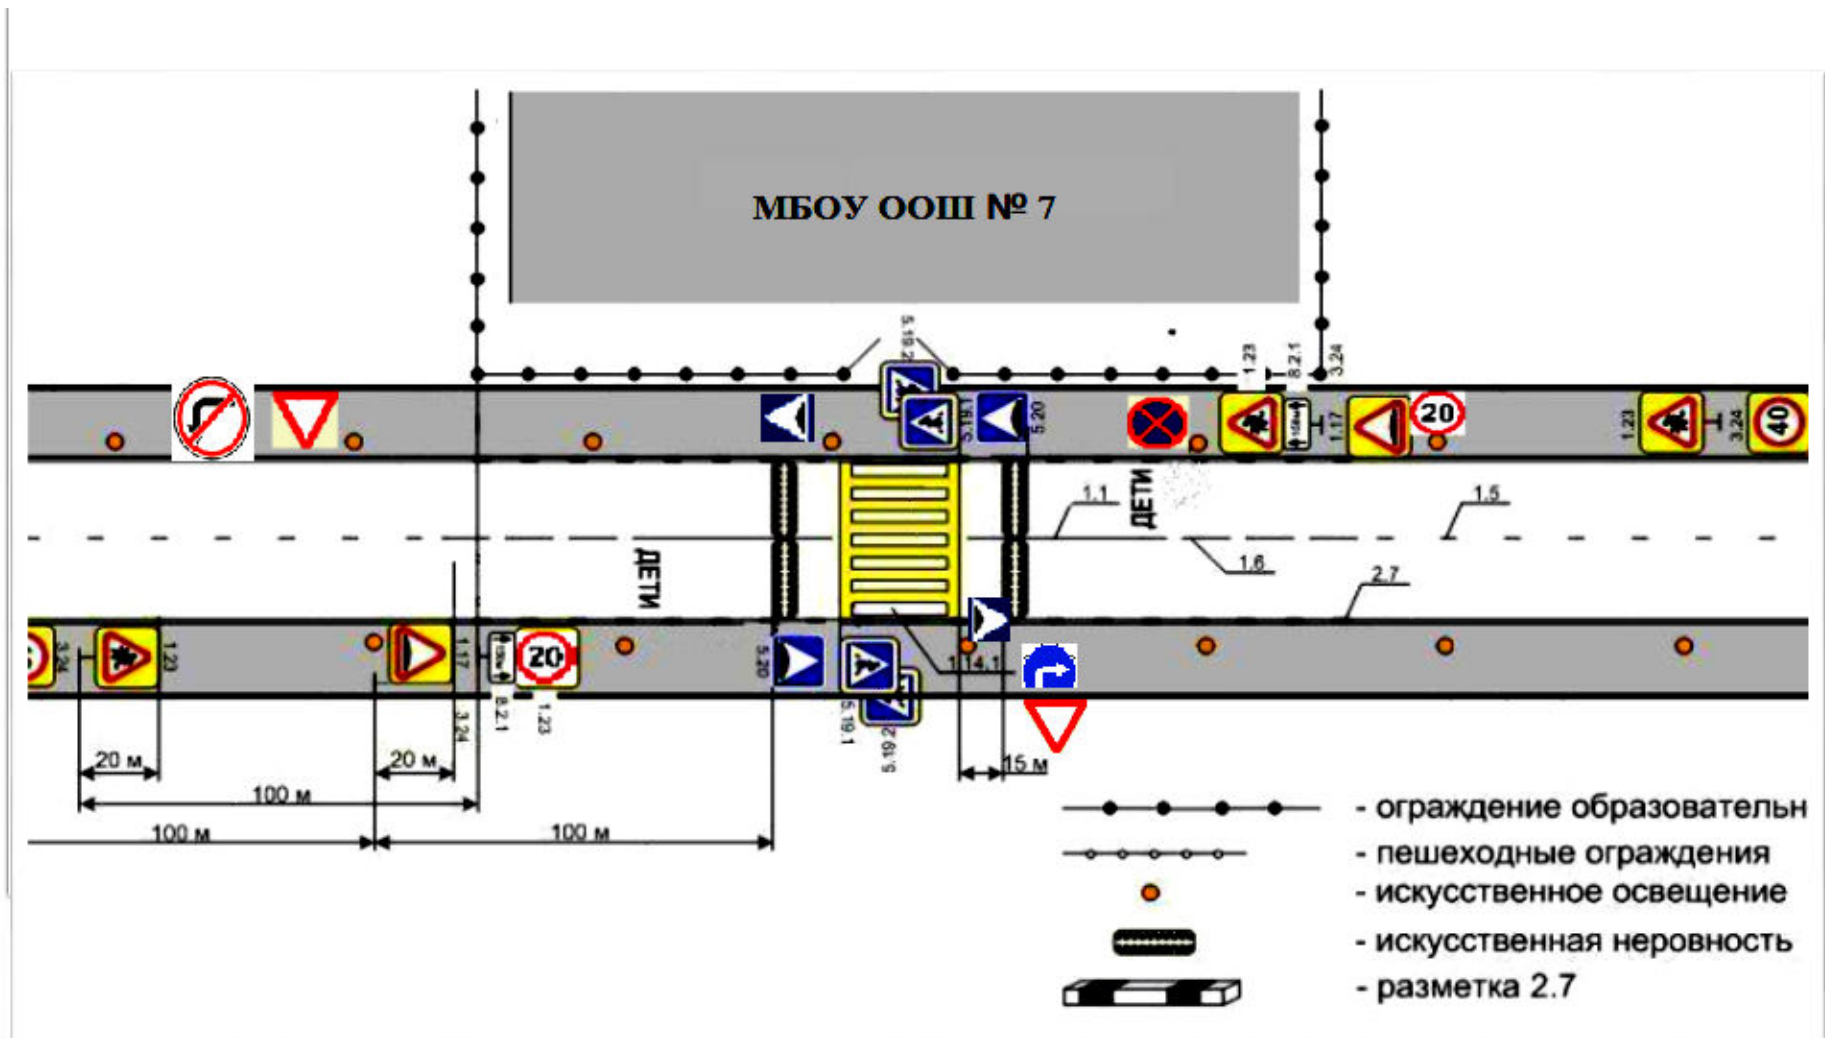 МБОУ ООШ № 7
5.19.2
5.19.1
5.20
1.23
8.2.1
3.24
1.17
20
1.23
3.24
40
ДЕТИ
1.1
1.5
1.6
2.7
ДЕТИ
3.24
1.23
1.17
3.24
8.2.1
20
1.23
5.20
5.19.1
5.19.2
1.14.1
20 м
20 м
15 м
100 м
100 м
100 м
- ограждение образовательн
- пешеходные ограждения
- искусственное освещение
- искусственная неровность
- разметка 2.7